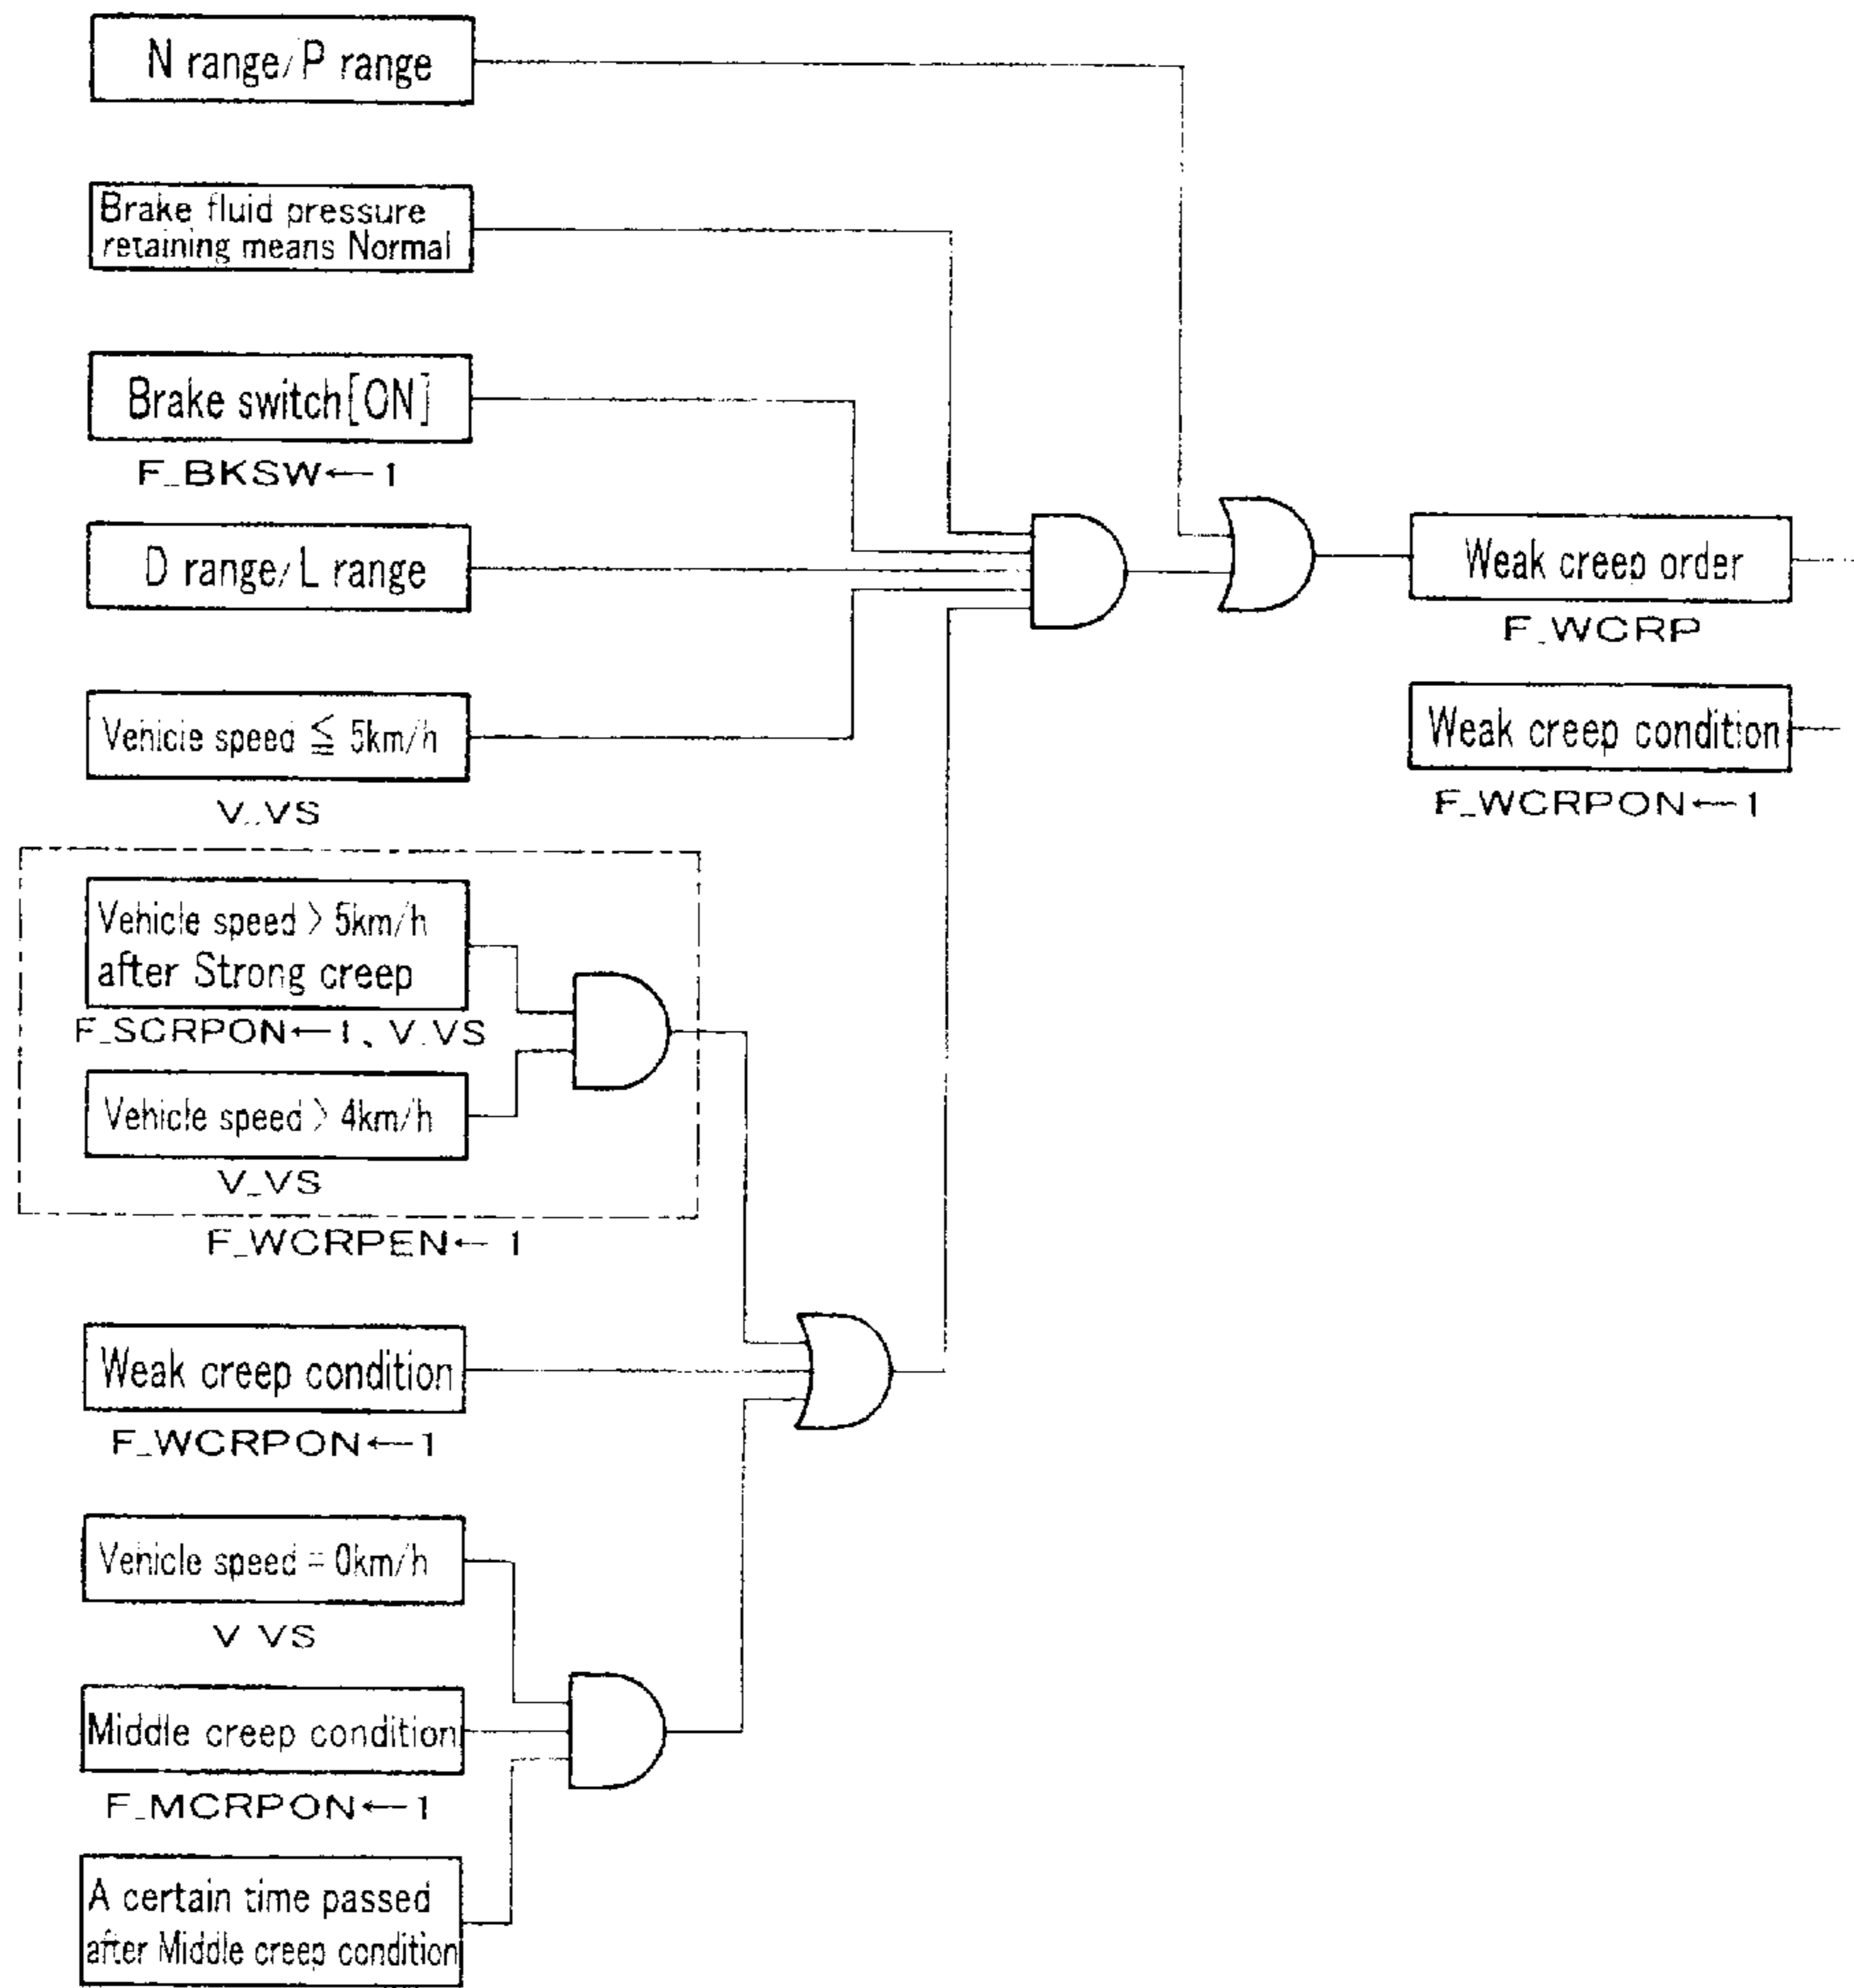 N range/P range
Brake fluid pressure
retaining means Normal
Brake switch[ON]
F_BKSW←1
D range/L range
Vehicle speed ≦ 5km/h
V_VS
Vehicle speed > 5km/h
after Strong creep
F_SCRPON←1、V_VS
Vehicle speed > 4km/h
V_VS
F_WCRPEN←1
Weak creep condition
F_WCRPON←1
Vehicle speed = 0km/h
V VS
Middle creep condition
F_MCRPON←1
A certain time passed
after Middle creep condition
Weak creep order
F_WCRP
Weak creep condition
F_WCRPON←1